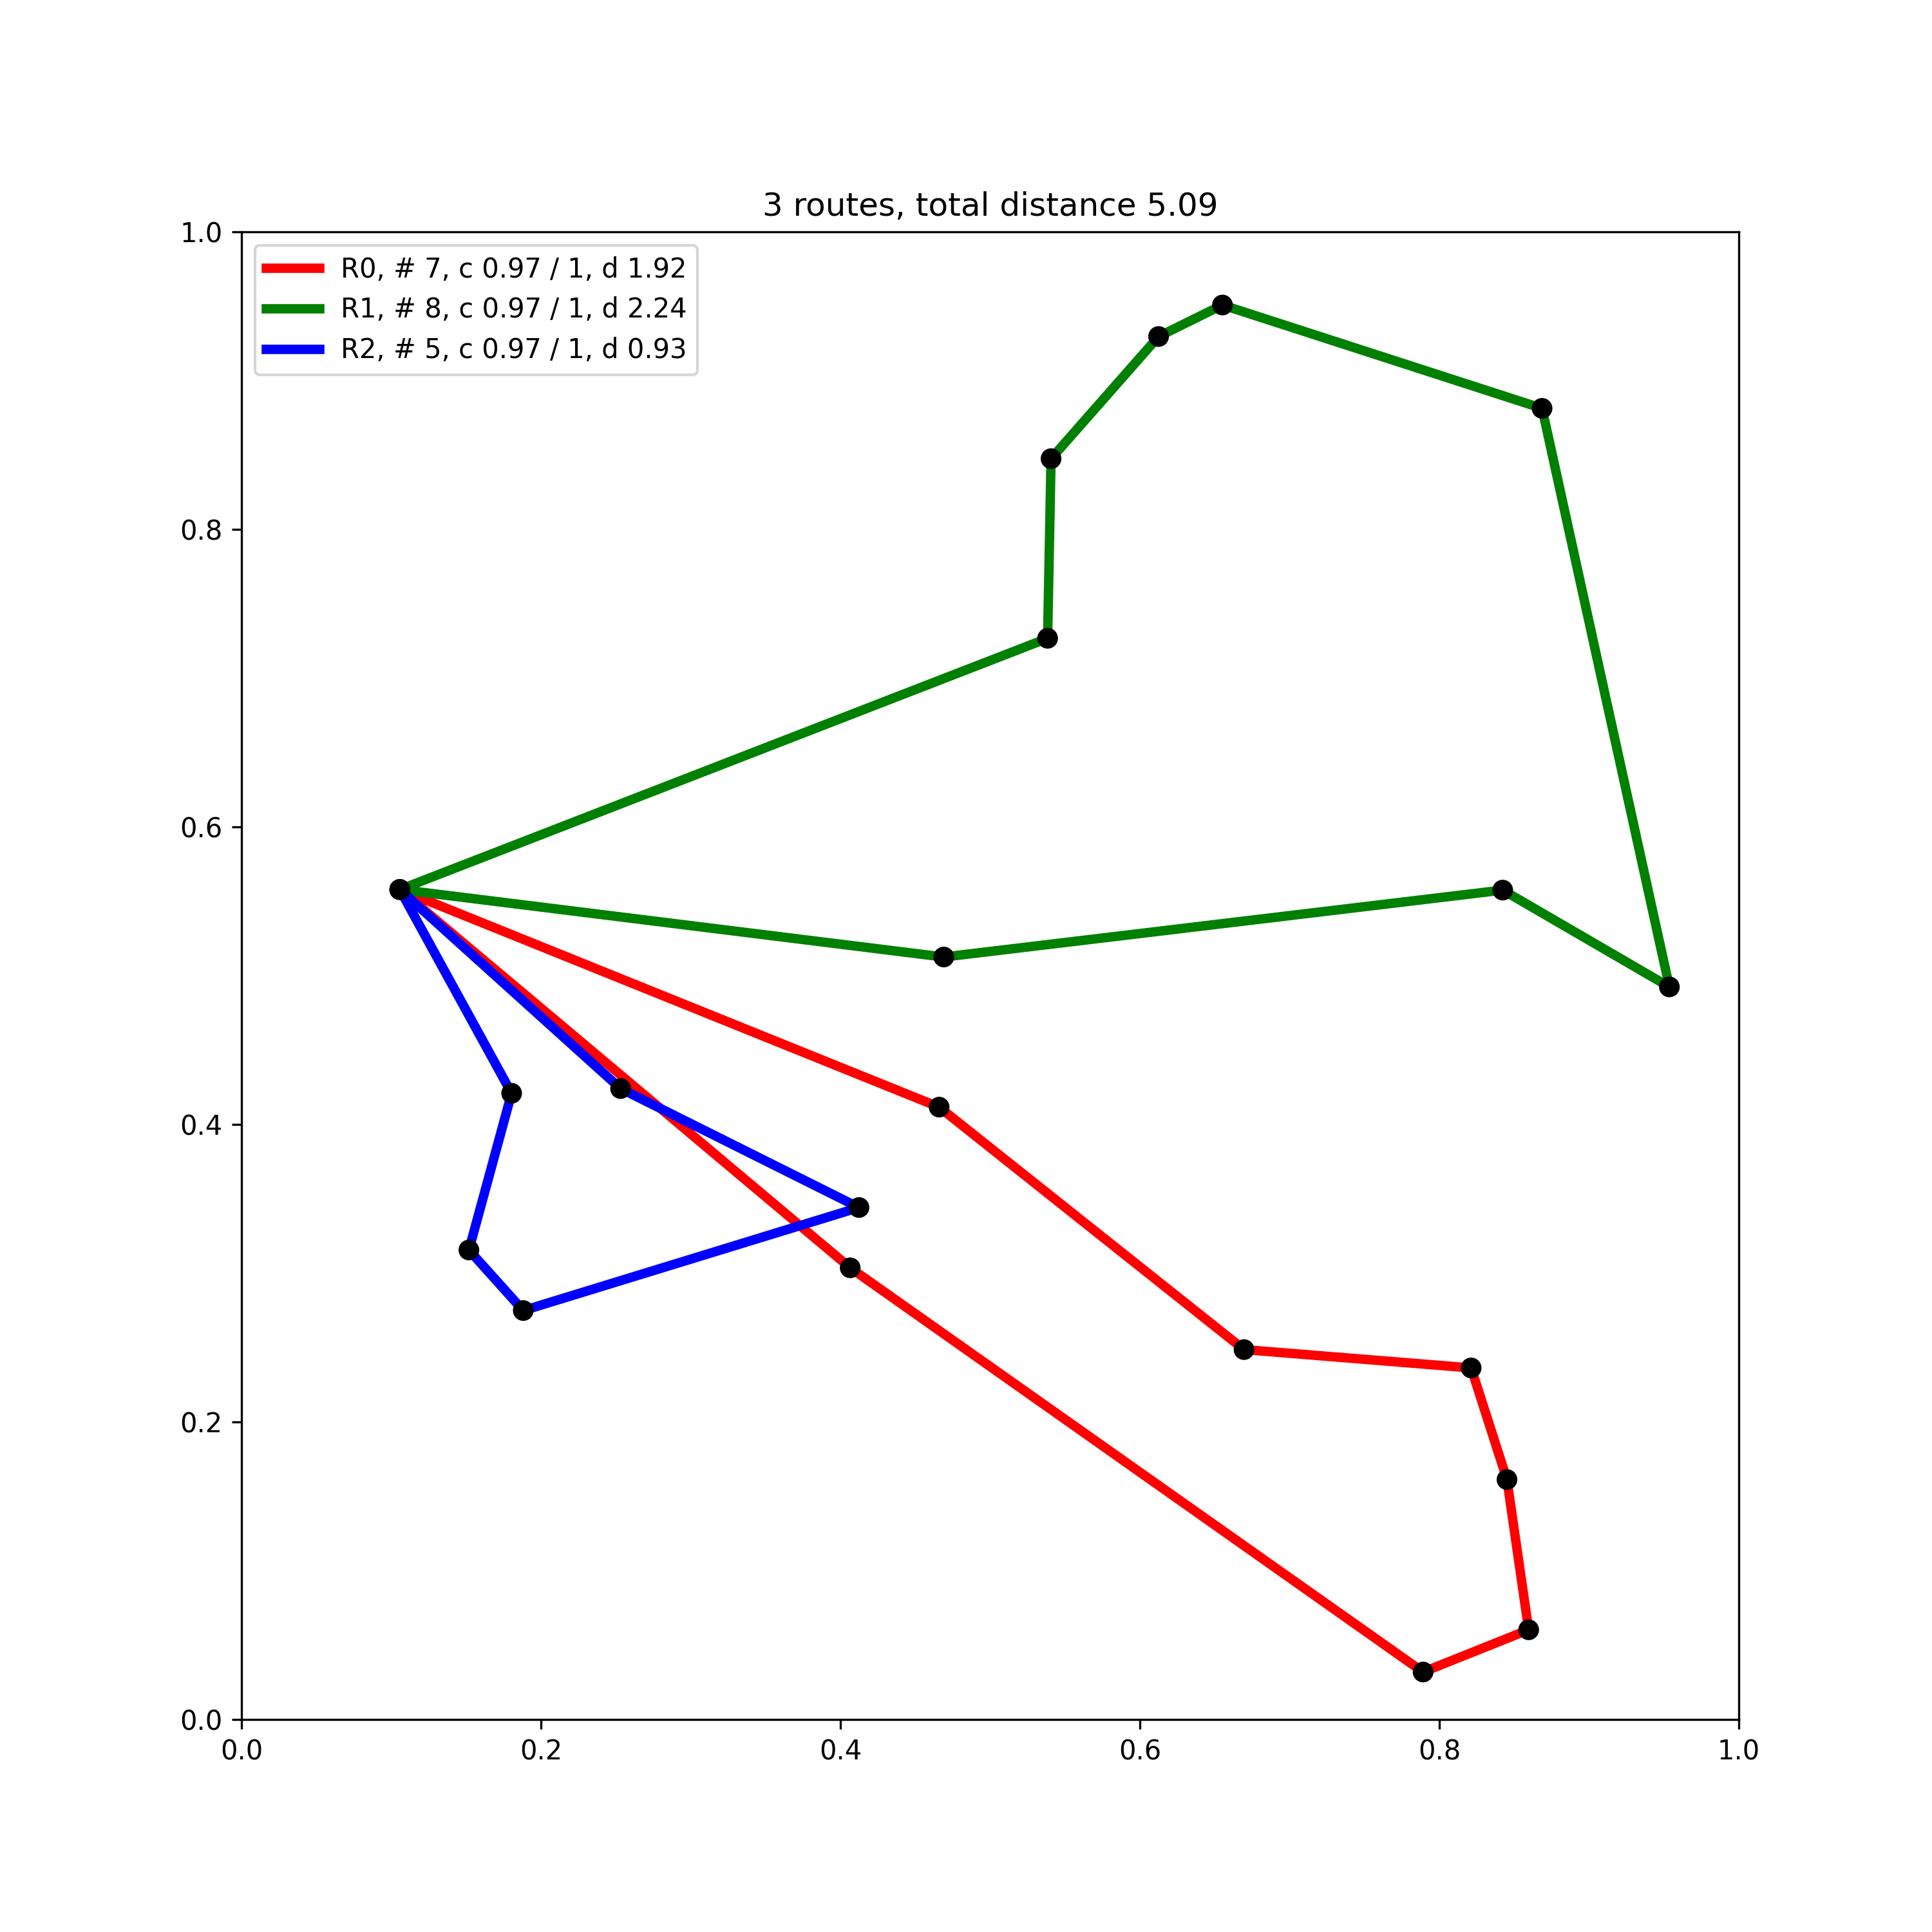 3 routes, total distance 5.09
1.0
R0, # 7, c 0.97 / 1, d 1.92
R1, # 8, c 0.97 / 1, d 2.24
R2, # 5, c 0.97 / 1, d 0.93
0.8
0.6
0.4
0.2
0.0
0.0 0.2 0.4 0.6 0.8 1.0